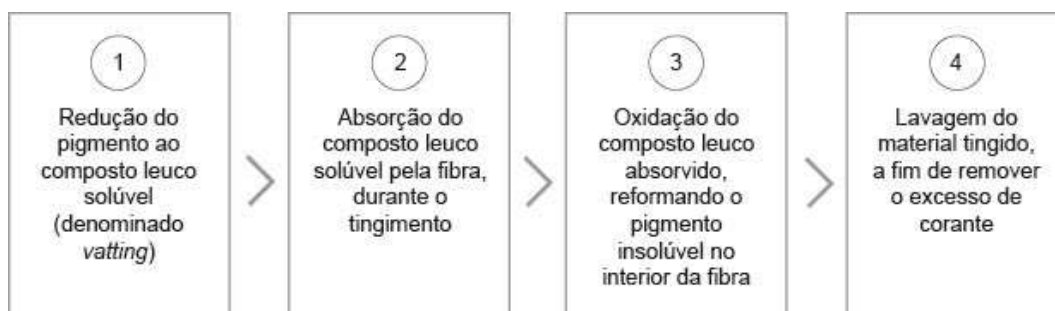 1
Redução do
pigmento ao
composto leuco
solúvel
(denominado
vatting)
2
Absorção do
composto leuco
solúvel pela fibra,
durante o
tingimento
3
Oxidação do
composto leuco
absorvido,
reformando o
pigmento
insolúvel no
interior da fibra
4
Lavagem do
material tingido,
a fim de remover
o excesso de
corante